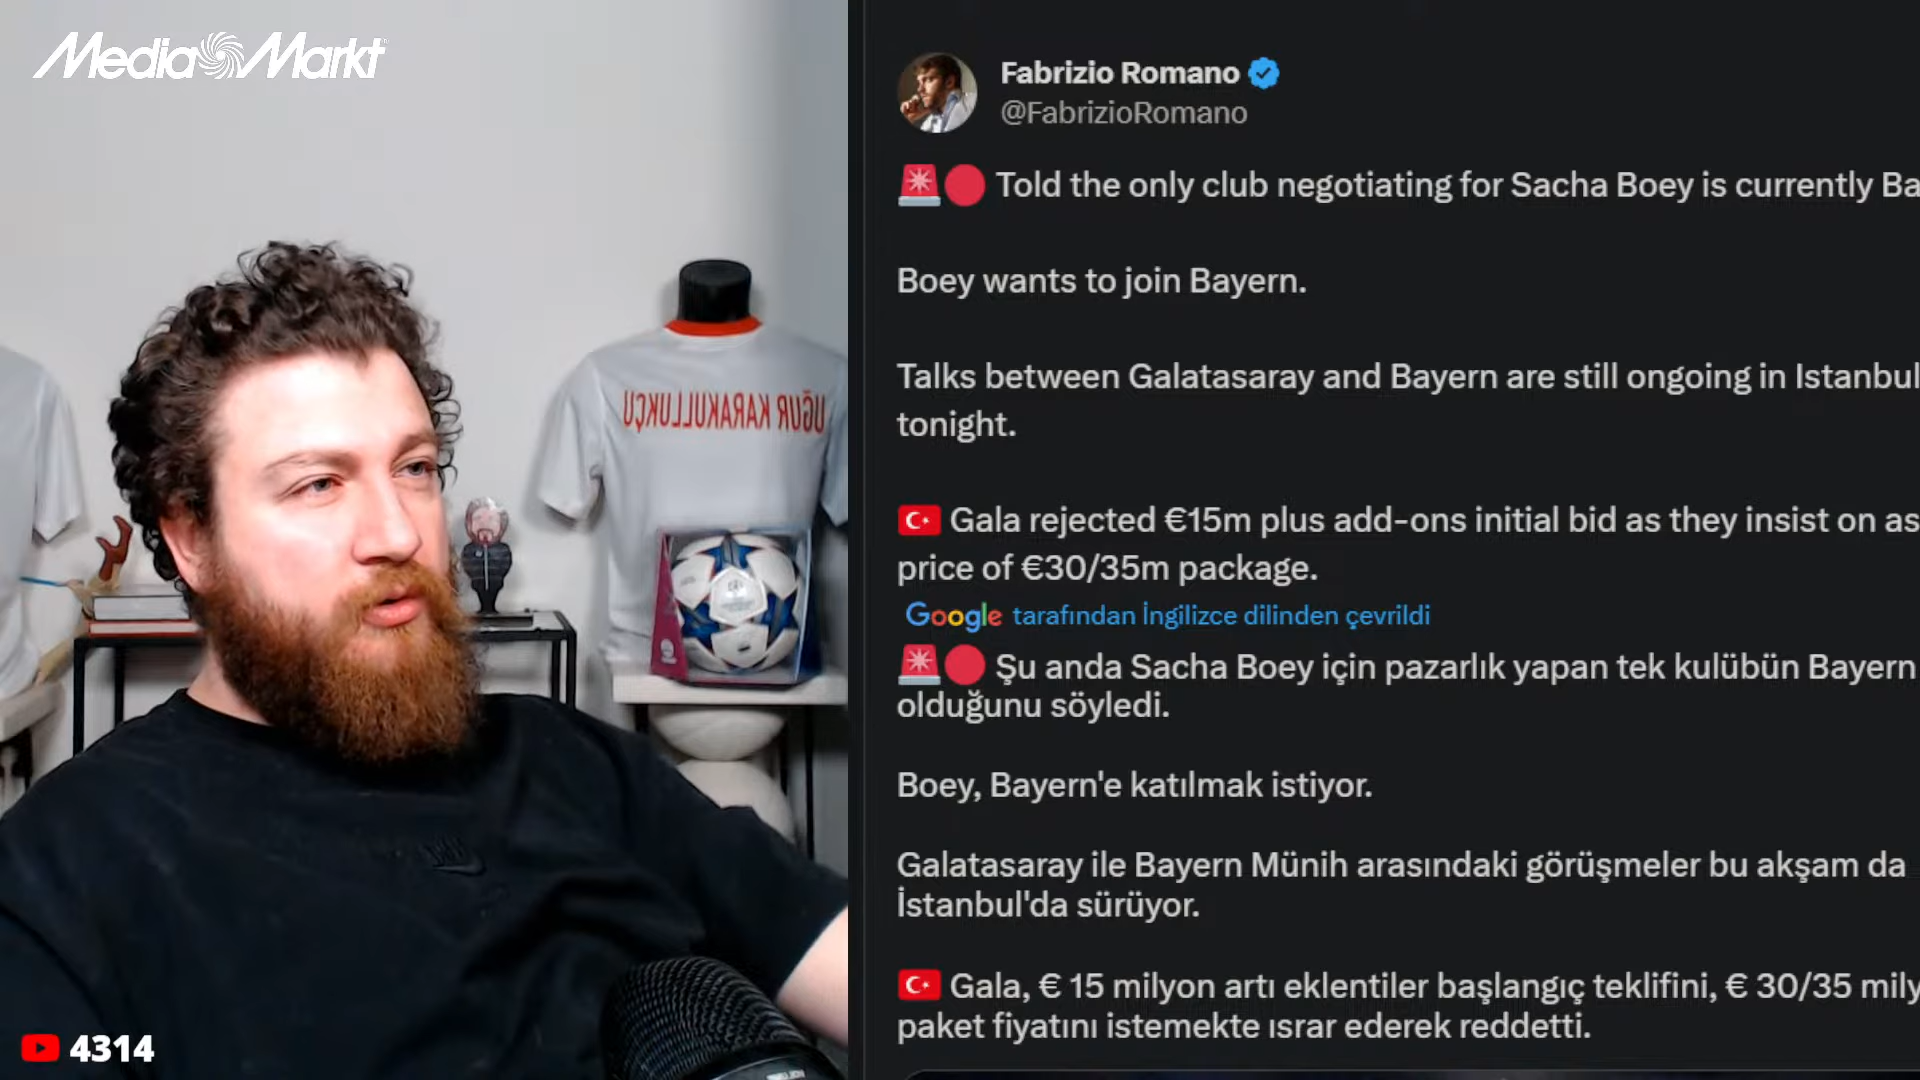 MediaMarkt
UĞUR KARAKULLUKÇU
4314
Fabrizio Romano
@FabrizioRomano
Told the only club negotiating for Sacha Boey is currently Ba
Boey wants to join Bayern.
Talks between Galatasaray and Bayern are still ongoing in Istanbul
tonight.
Gala rejected €15m plus add-ons initial bid as they insist on as
price of €30/35m package.
Google tarafından İngilizce dilinden çevrildi
Şu anda Sacha Boey için pazarlık yapan tek kulübün Bayern
olduğunu söyledi.
Boey, Bayern'e katılmak istiyor.
Galatasaray ile Bayern Münih arasındaki görüşmeler bu akşam da
İstanbul'da sürüyor.
Gala, € 15 milyon artı eklentiler başlangıç teklifini, € 30/35 mily
paket fiyatını istemekte ısrar ederek reddetti.